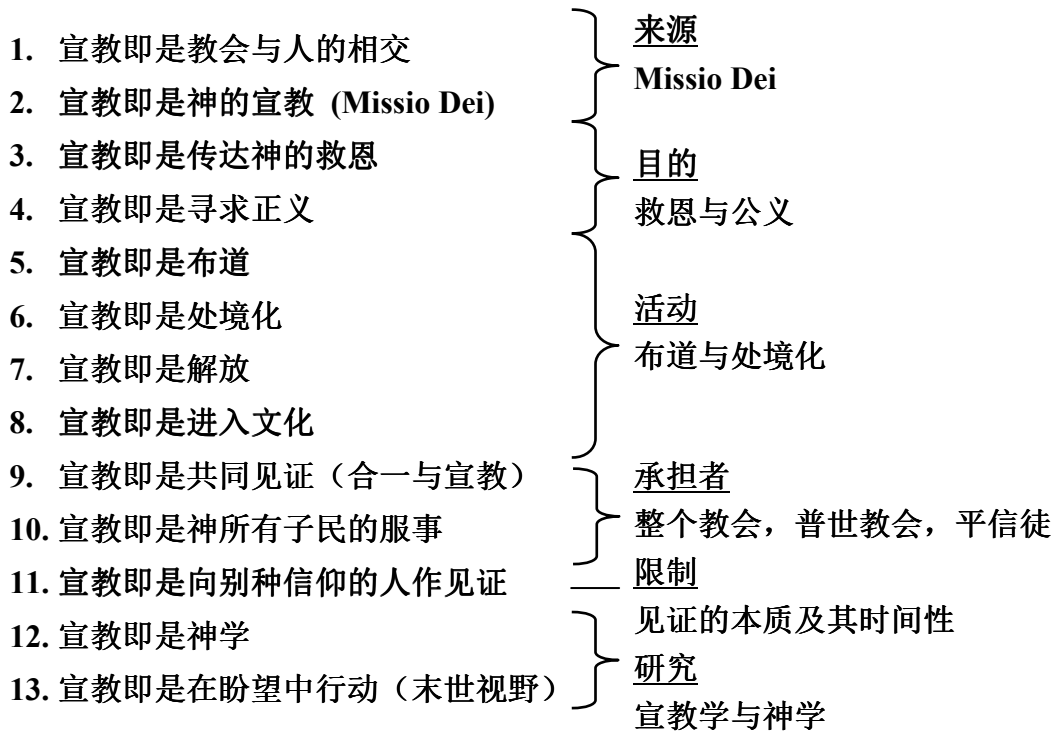 1. 宣教即是教会与人的相交
2. 宣教即是神的宣教 (Missio Dei)
3. 宣教即是传达神的救恩
4. 宣教即是寻求正义
5. 宣教即是布道
6. 宣教即是处境化
7. 宣教即是解放
8. 宣教即是进入文化
9. 宣教即是共同见证（合一与宣教）
10. 宣教即是神所有子民的服事
11. 宣教即是向别种信仰的人作见证
12. 宣教即是神学
13. 宣教即是在盼望中行动（末世视野）
来源
Missio Dei
目的
救恩与公义
活动
布道与处境化
承担者
整个教会，普世教会，平信徒
限制
见证的本质及其时间性
研究
宣教学与神学